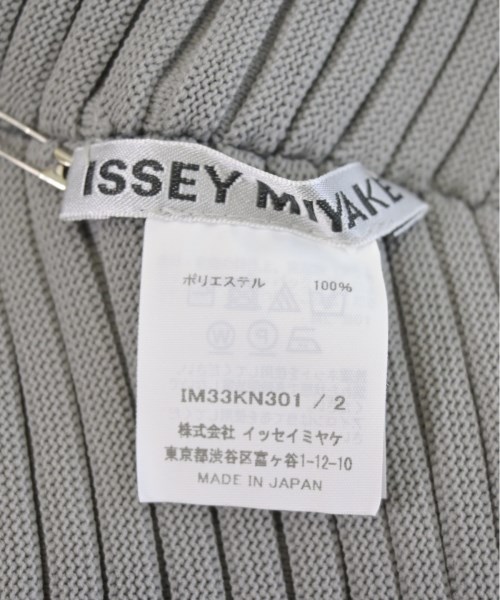 ISSEY MIYAKE
ポリエステル 100%
IM33KN301 / 2
株式会社 イッセイミヤケ
東京都渋谷区富ヶ谷1-12-10
MADE IN JAPAN